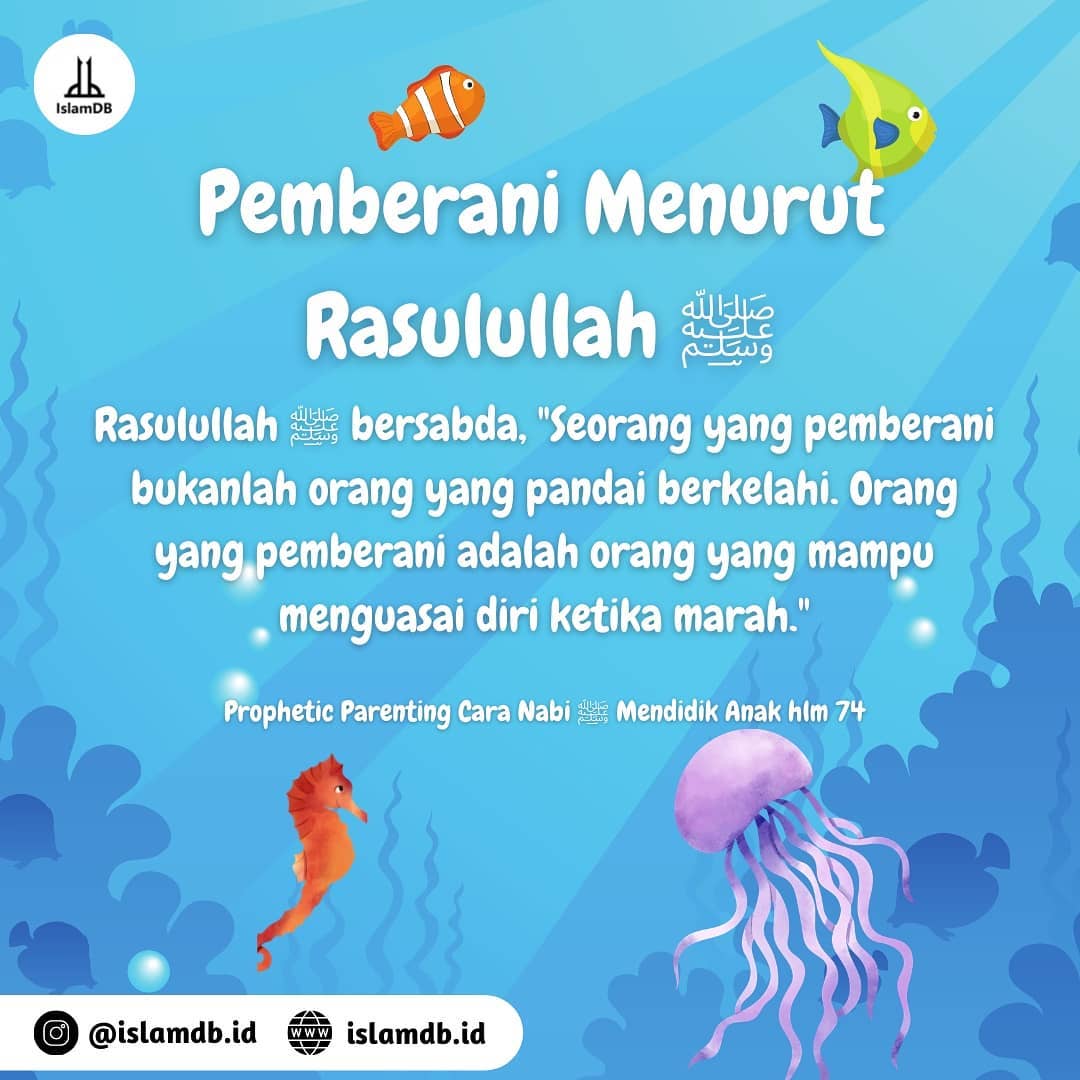 IslamDB
Pemberani Menurut
Rasulullah ﷺ
Rasulullah ﷺ bersabda, "Seorang yang pemberani
bukanlah orang yang pandai berkelahi. Orang
yang pemberani adalah orang yang mampu
menguasai diri ketika marah."
Prophetic Parenting Cara Nabi ﷺ Mendidik Anak hlm 74
@islamdb.id WWW islamdb.id